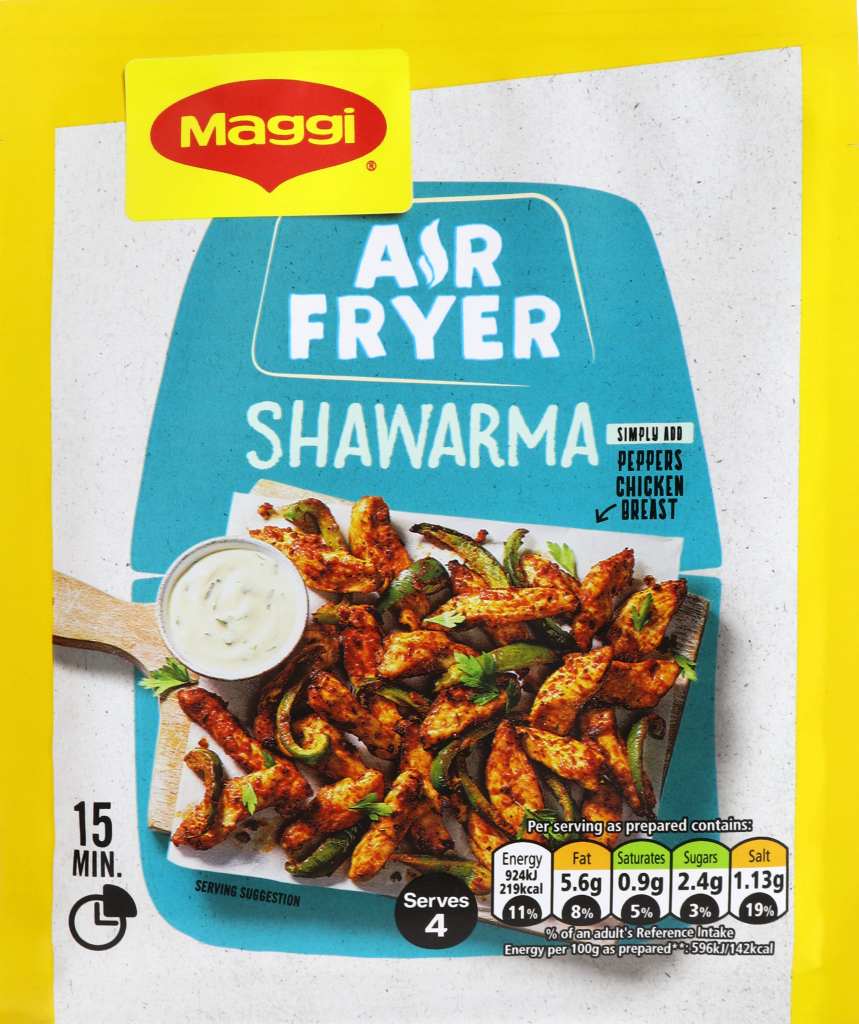 Maggi
®
AIR
FRYER
SHAWARMA
SIMPLY ADD
PEPPERS
CHICKEN
BREAST
15
MIN.
SERVING SUGGESTION
Serves
4
Per serving as prepared contains:
Energy
924kJ
219kcal
11%
Fat
5.6g
8%
Saturates
0.9g
5%
Sugars
2.4g
3%
Salt
1.13g
19%
% of an adult's Reference Intake
Energy per 100g as prepared**: 596kJ/142kcal